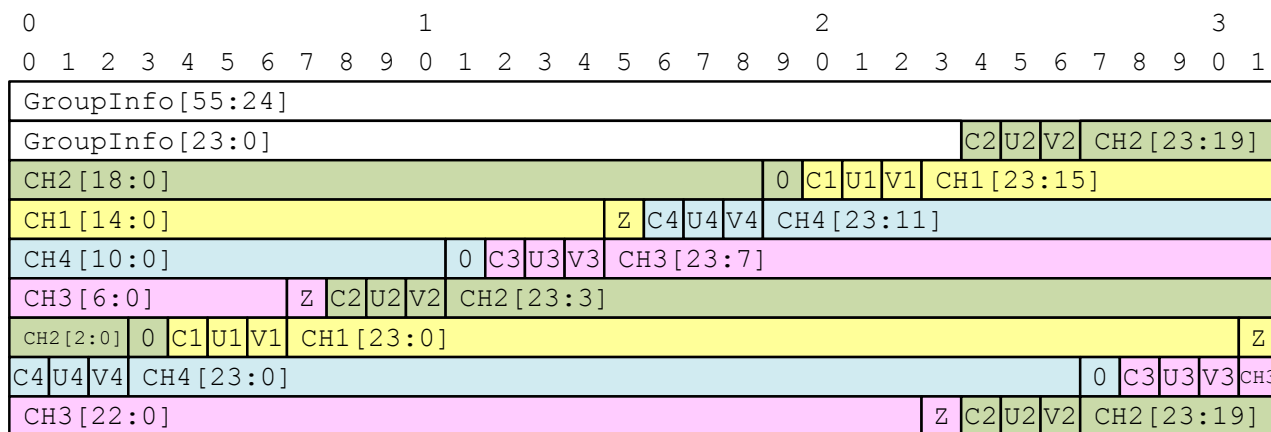 0 1 2 3
0 1 2 3 4 5 6 7 8 9 0 1 2 3 4 5 6 7 8 9 0 1 2 3 4 5 6 7 8 9 0 1
GroupInfo[55:24]
GroupInfo[23:0] C2 U2 V2 CH2[23:19]
CH2[18:0] 0 C1 U1 V1 CH1[23:15]
CH1[14:0] Z C4 U4 V4 CH4[23:11]
CH4[10:0] 0 C3 U3 V3 CH3[23:7]
CH3[6:0] Z C2 U2 V2 CH2[23:3]
CH2[2:0] 0 C1 U1 V1 CH1[23:0] Z
C4 U4 V4 CH4[23:0] 0 C3 U3 V3 CH3
CH3[22:0] Z C2 U2 V2 CH2[23:19]